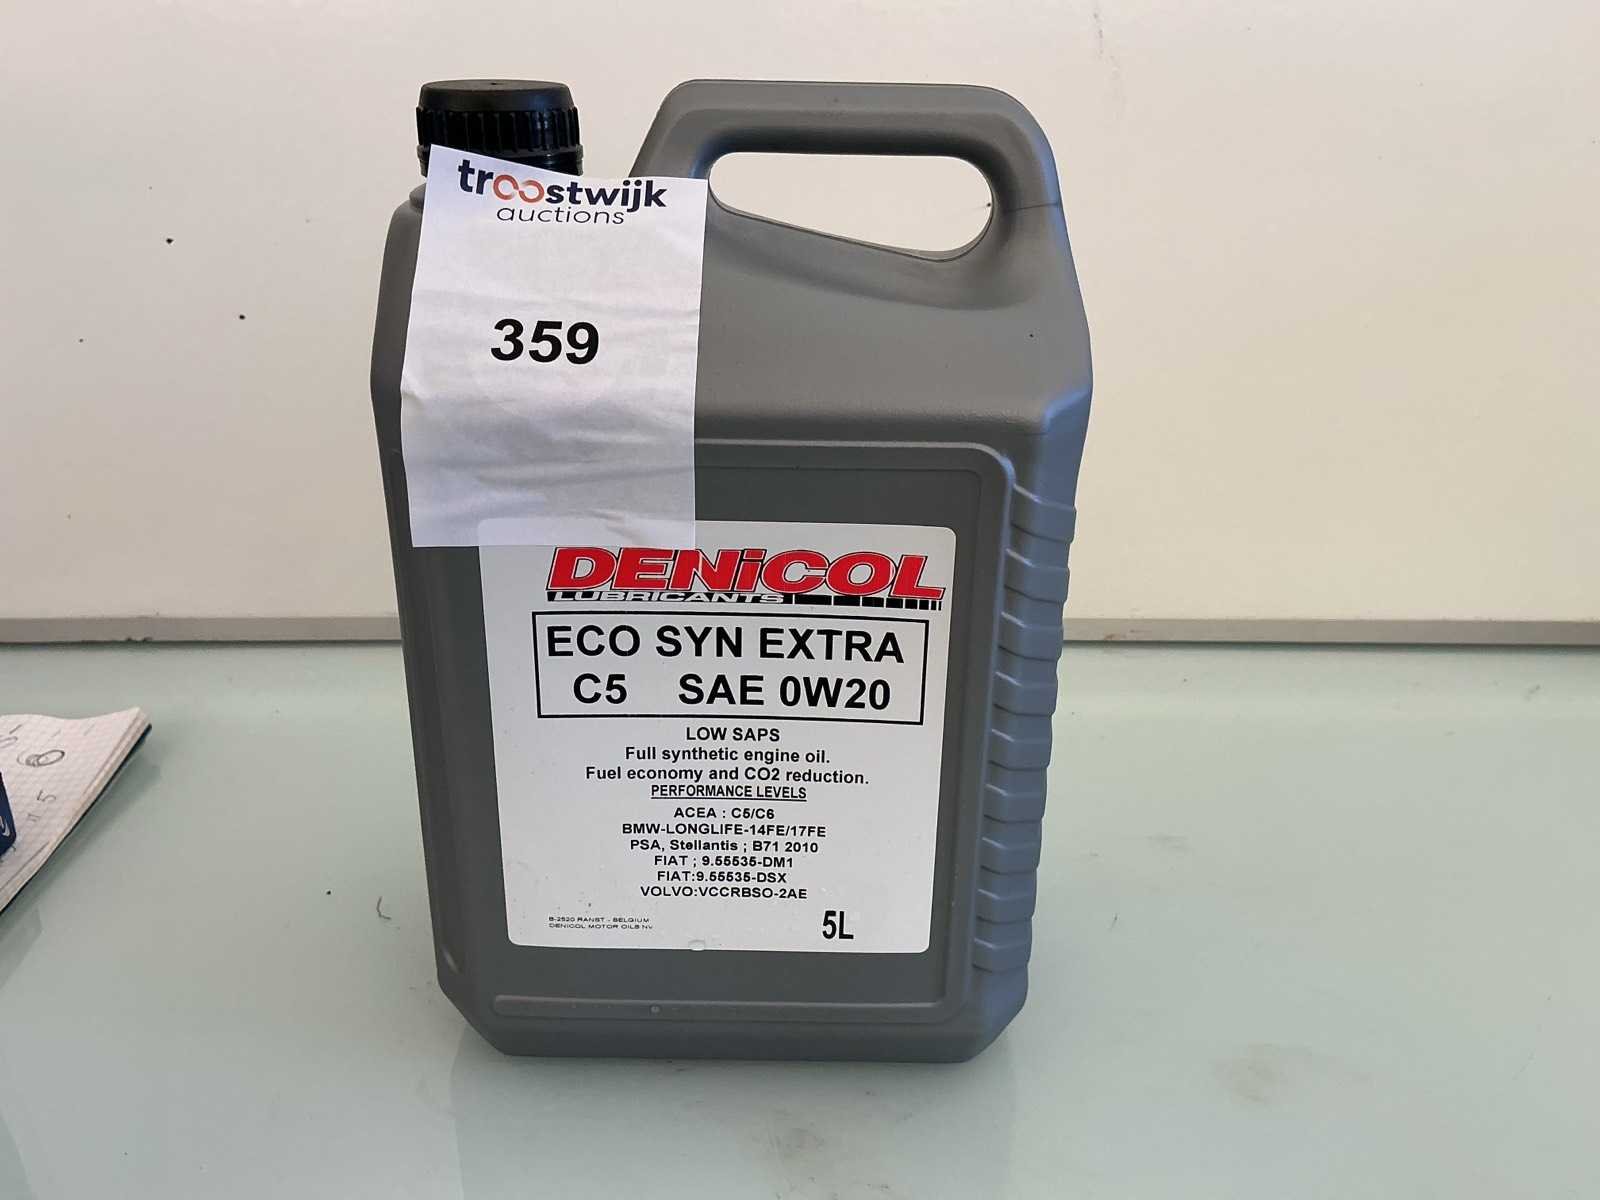 troostwijk
auctions
359
DENiCOL
LUBRICANTS
ECO SYN EXTRA
C5 SAE 0W20
LOW SAPS
Full synthetic engine oil.
Fuel economy and CO2 reduction.
PERFORMANCE LEVELS
ACEA : C5/C6
BMW-LONGLIFE-14FE/17FE
PSA, Stellantis ; B71 2010
FIAT ; 9.55535-DM1
FIAT:9.55535-DSX
VOLVO:VCCRBSO-2AE
B-2520 RANST - BELGIUM
DENICOL MOTOR OILS NV
5L